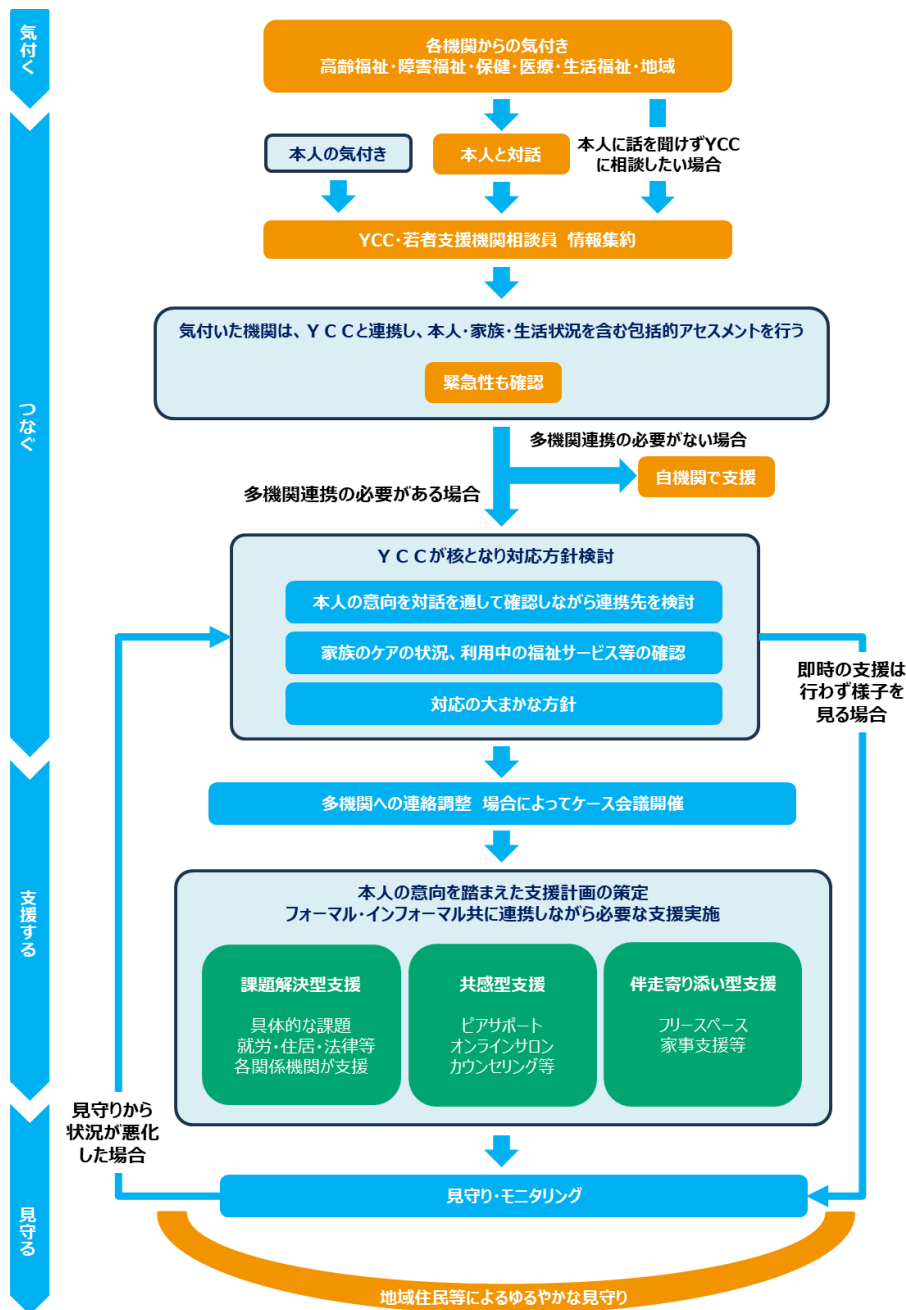 気付く
各機関からの気付き
高齢福祉・障害福祉・保健・医療・生活福祉・地域
つなぐ
本人の気付き
本人と対話
本人に話を聞けずYCC
に相談したい場合
YCC・若者支援機関相談員 情報集約
気付いた機関は、ＹＣＣと連携し、本人・家族・生活状況を含む包括的アセスメントを行う
緊急性も確認
多機関連携の必要がない場合
自機関で支援
多機関連携の必要がある場合
ＹＣＣが核となり対応方針検討
本人の意向を対話を通して確認しながら連携先を検討
家族のケアの状況、利用中の福祉サービス等の確認
対応の大まかな方針
即時の支援は
行わず様子を
見る場合
支援する
多機関への連絡調整 場合によってケース会議開催
本人の意向を踏まえた支援計画の策定
フォーマル・インフォーマル共に連携しながら必要な支援実施
課題解決型支援
具体的な課題
就労・住居・法律等
各関係機関が支援
共感型支援
ピアサポート
オンラインサロン
カウンセリング等
伴走寄り添い型支援
フリースペース
家事支援等
見守りから
状況が悪化
した場合
見守る
見守り・モニタリング
地域住民等によるゆるやかな見守り